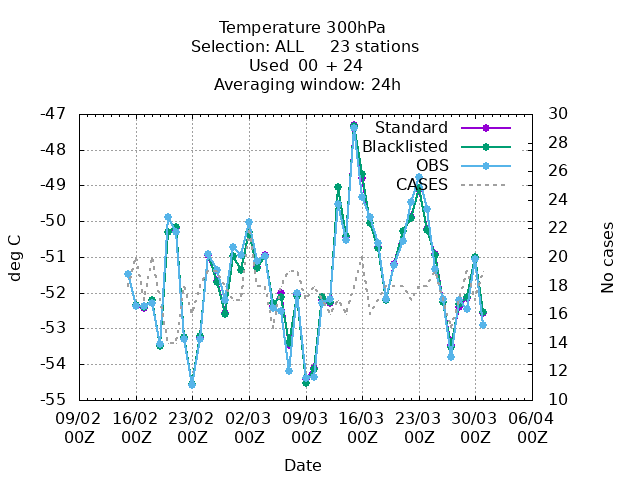 Temperature 300hPa
Selection: ALL 23 stations
Used 00 + 24
Averaging window: 24h
-47 30
Standard
28
-48 Blacklisted
OBS 26
-49 CASES
24
-50 22
-51 20
-52 18
-53 16
14
-54 12
-55 10
deg C
No cases
09/02 16/02 23/02 02/03 09/03 16/03 23/03 30/03 06/04
00Z 00Z 00Z 00Z 00Z 00Z 00Z 00Z 00Z
Date